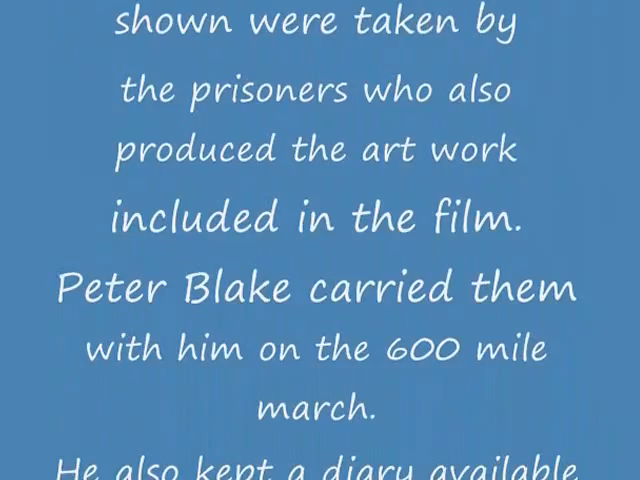 shown were taken by
the prisoners who also
produced the art work
included in the film.
Peter Blake carried them
with him on the 600 mile
march.
He also kept a diary available